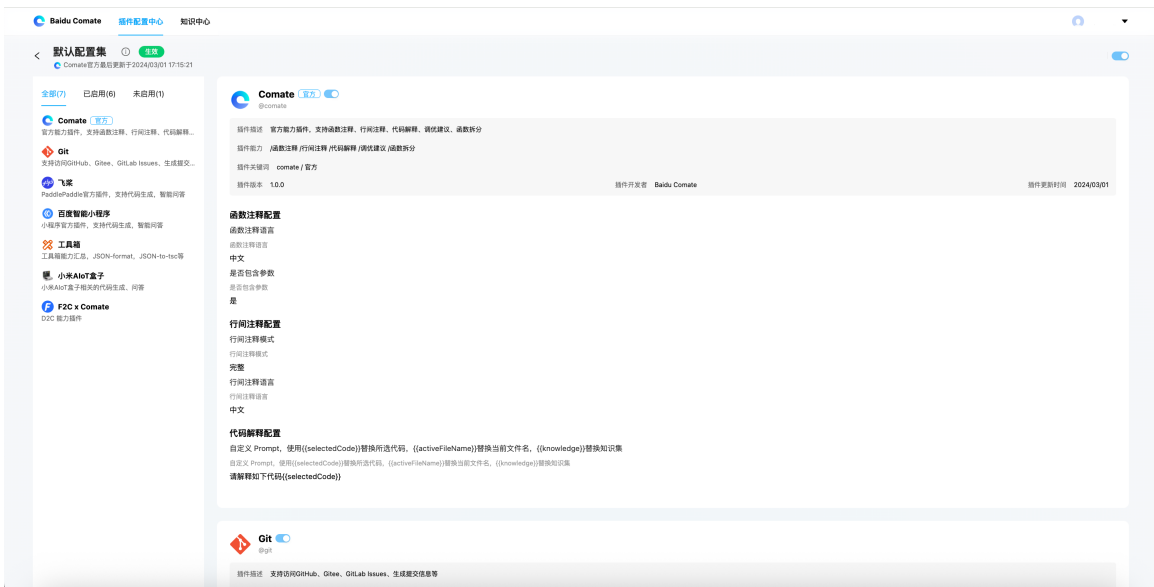 Baidu Comate 插件配置中心 知识中心
默认配置集 生效
Comate官方最后更新于2024/03/01 17:15:21
全部(7) 已启用(6) 未启用(1)
Comate 官方
官方能力插件，支持函数注释、行间注释、代码解释...
Git
支持访问GitHub、Gitee、GitLab Issues、生成提交...
飞桨
PaddlePaddle官方插件，支持代码生成，智能问答
百度智能小程序
小程序官方插件，支持代码生成，智能问答
工具箱
工具箱能力汇总，JSON-format，JSON-to-tsc等
小米AIoT盒子
小米AIoT盒子相关的代码生成、问答
F2C x Comate
D2C 能力插件
Comate 官方
@comate
插件描述 官方能力插件，支持函数注释、行间注释、代码解释、调优建议、函数拆分
插件能力 /函数注释 /行间注释 /代码解释 /调优建议 /函数拆分
插件关键词 comate / 官方
插件版本 1.0.0 插件开发者 Baidu Comate 插件更新时间 2024/03/01
函数注释配置
函数注释语言
函数注释语言
中文
是否包含参数
是否包含参数
是
行间注释配置
行间注释模式
行间注释模式
完整
行间注释语言
行间注释语言
中文
代码解释配置
自定义 Prompt，使用{{selectedCode}}替换所选代码，{{activeFileName}}替换当前文件名，{{knowledge}}替换知识集
自定义 Prompt，使用{{selectedCode}}替换所选代码，{{activeFileName}}替换当前文件名，{{knowledge}}替换知识集
请解释如下代码{{selectedCode}}
Git
@git
插件描述 支持访问GitHub、Gitee、GitLab Issues、生成提交信息等